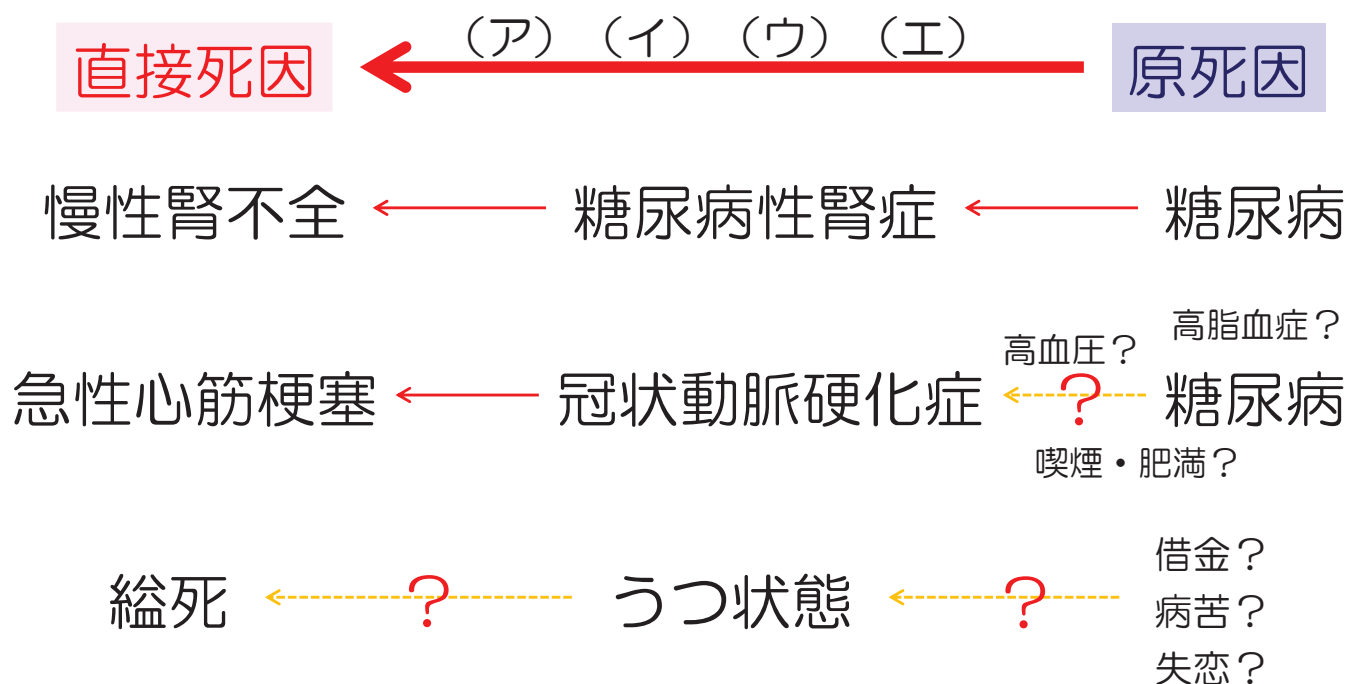 (ア) (イ) (ウ) (エ)
直接死因 原死因
慢性腎不全 糖尿病性腎症 糖尿病
高脂血症?
高血圧?
急性心筋梗塞 冠状動脈硬化症 ? 糖尿病
喫煙・肥満?
借金?
縊死 ? うつ状態 ? 病苦?
失恋?